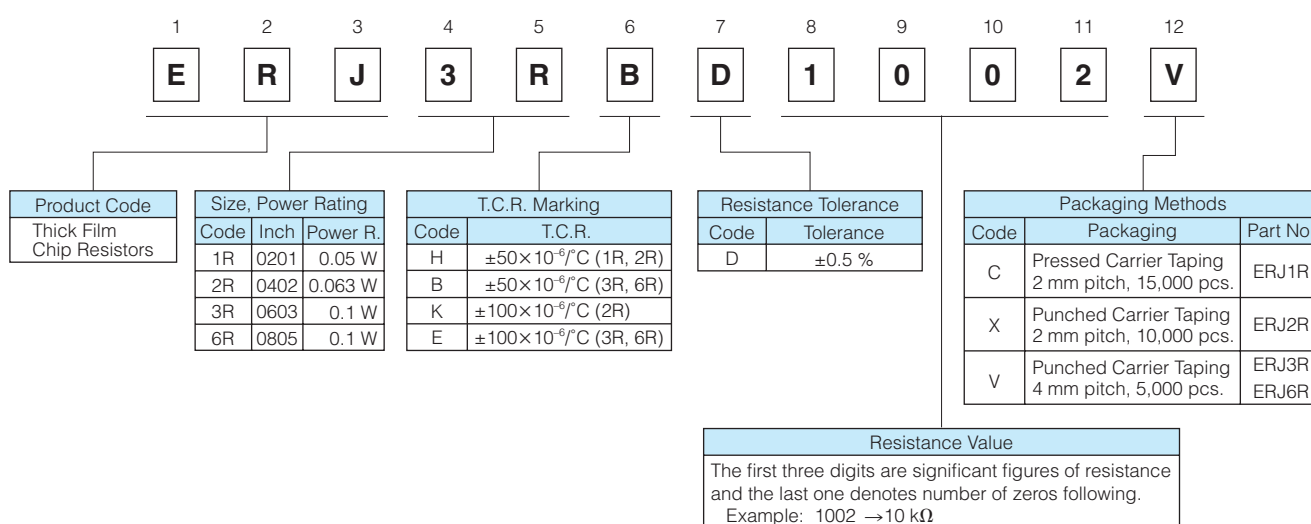 1 2 3 4 5 6 7 8 9 10 11 12
E R J 3 R B D 1 0 0 2 V
Product Code
Thick Film
Chip Resistors
Size, Power Rating
Code Inch Power R.
1R 0201 0.05 W
2R 0402 0.063 W
3R 0603 0.1 W
6R 0805 0.1 W
T.C.R. Marking
Code T.C.R.
H ±50×10⁻⁶/°C (1R, 2R)
B ±50×10⁻⁶/°C (3R, 6R)
K ±100×10⁻⁶/°C (2R)
E ±100×10⁻⁶/°C (3R, 6R)
Resistance Tolerance
Code Tolerance
D ±0.5 %
Packaging Methods
Code Packaging Part No
C Pressed Carrier Taping
2 mm pitch, 15,000 pcs. ERJ1R
X Punched Carrier Taping
2 mm pitch, 10,000 pcs. ERJ2R
V Punched Carrier Taping ERJ3R
4 mm pitch, 5,000 pcs. ERJ6R
Resistance Value
The first three digits are significant figures of resistance
and the last one denotes number of zeros following.
Example: 1002 →10 kΩ